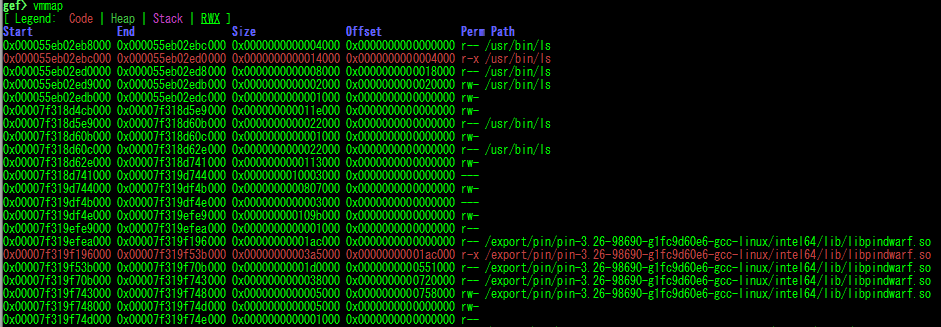 gef> vmmap
[ Legend:  Code | Heap | Stack | RWX ]
Start              End                Size               Offset             Perm Path
0x000055eb02eb8000 0x000055eb02ebc000 0x0000000000004000 0x0000000000000000 r-- /usr/bin/ls
0x000055eb02ebc000 0x000055eb02ed0000 0x0000000000014000 0x0000000000004000 r-x /usr/bin/ls
0x000055eb02ed0000 0x000055eb02ed8000 0x0000000000008000 0x0000000000018000 r-- /usr/bin/ls
0x000055eb02ed9000 0x000055eb02edb000 0x0000000000002000 0x0000000000020000 rw- /usr/bin/ls
0x000055eb02edb000 0x000055eb02edc000 0x0000000000001000 0x0000000000000000 rw-
0x00007f318d4cb000 0x00007f318d5e9000 0x000000000011e000 0x0000000000000000 rw-
0x00007f318d5e9000 0x00007f318d60b000 0x0000000000022000 0x0000000000000000 r-- /usr/bin/ls
0x00007f318d60b000 0x00007f318d60c000 0x0000000000001000 0x0000000000000000 rw-
0x00007f318d60c000 0x00007f318d62e000 0x0000000000022000 0x0000000000000000 r-- /usr/bin/ls
0x00007f318d62e000 0x00007f318d741000 0x0000000000113000 0x0000000000000000 rw-
0x00007f318d741000 0x00007f319d744000 0x0000000010003000 0x0000000000000000 ---
0x00007f319d744000 0x00007f319df4b000 0x0000000000807000 0x0000000000000000 rw-
0x00007f319df4b000 0x00007f319df4e000 0x0000000000003000 0x0000000000000000 ---
0x00007f319df4e000 0x00007f319efe9000 0x000000000109b000 0x0000000000000000 rw-
0x00007f319efe9000 0x00007f319efea000 0x0000000000001000 0x0000000000000000 r--
0x00007f319efea000 0x00007f319f196000 0x00000000001ac000 0x0000000000000000 r-- /export/pin/pin-3.26-98690-g1fc9d60e6-gcc-linux/intel64/lib/libpindwarf.so
0x00007f319f196000 0x00007f319f53b000 0x00000000003a5000 0x00000000001ac000 r-x /export/pin/pin-3.26-98690-g1fc9d60e6-gcc-linux/intel64/lib/libpindwarf.so
0x00007f319f53b000 0x00007f319f70b000 0x00000000001d0000 0x0000000000551000 r-- /export/pin/pin-3.26-98690-g1fc9d60e6-gcc-linux/intel64/lib/libpindwarf.so
0x00007f319f70b000 0x00007f319f743000 0x0000000000038000 0x0000000000720000 r-- /export/pin/pin-3.26-98690-g1fc9d60e6-gcc-linux/intel64/lib/libpindwarf.so
0x00007f319f743000 0x00007f319f748000 0x0000000000005000 0x0000000000758000 rw- /export/pin/pin-3.26-98690-g1fc9d60e6-gcc-linux/intel64/lib/libpindwarf.so
0x00007f319f748000 0x00007f319f74d000 0x0000000000005000 0x0000000000000000 rw-
0x00007f319f74d000 0x00007f319f74e000 0x0000000000001000 0x0000000000000000 r--